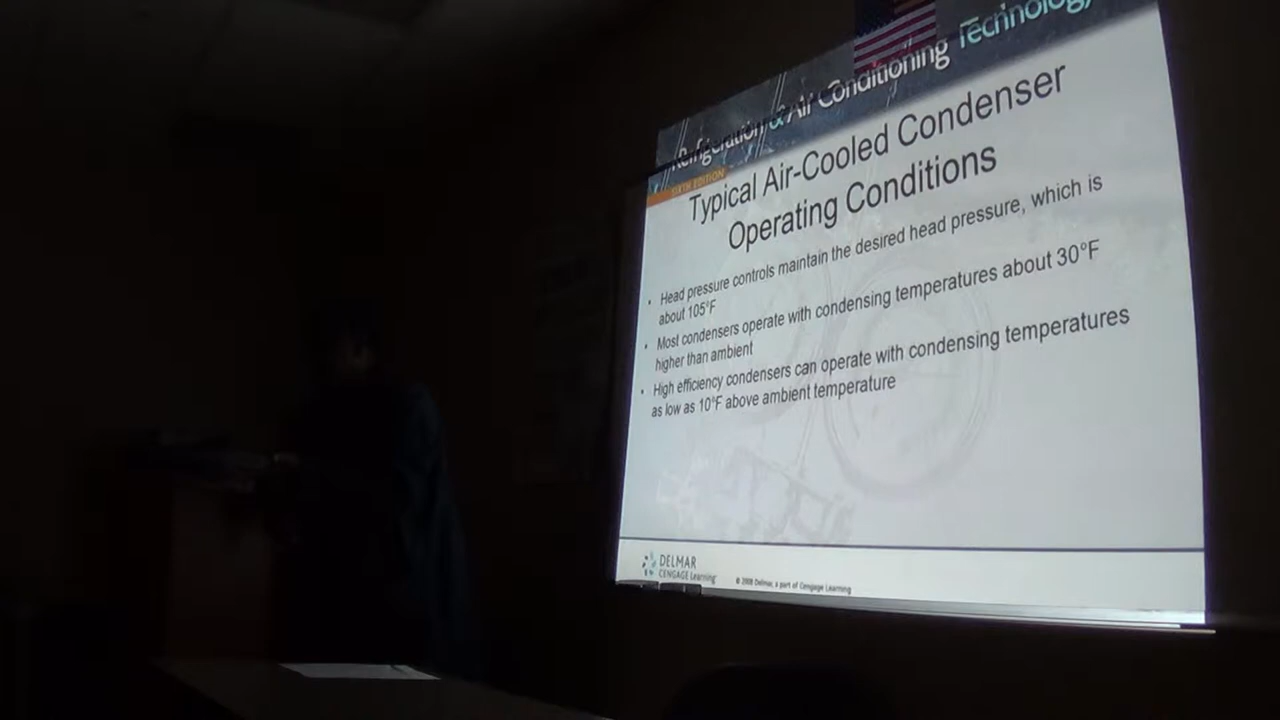 Refrigeration & Air Conditioning Technology
SIXTH EDITION
Typical Air-Cooled Condenser
Operating Conditions
• Head pressure controls maintain the desired head pressure, which is
about 105°F
• Most condensers operate with condensing temperatures about 30°F
higher than ambient
• High efficiency condensers can operate with condensing temperatures
as low as 10°F above ambient temperature
DELMAR
CENGAGE Learning
© 2009 Delmar, a part of Cengage Learning